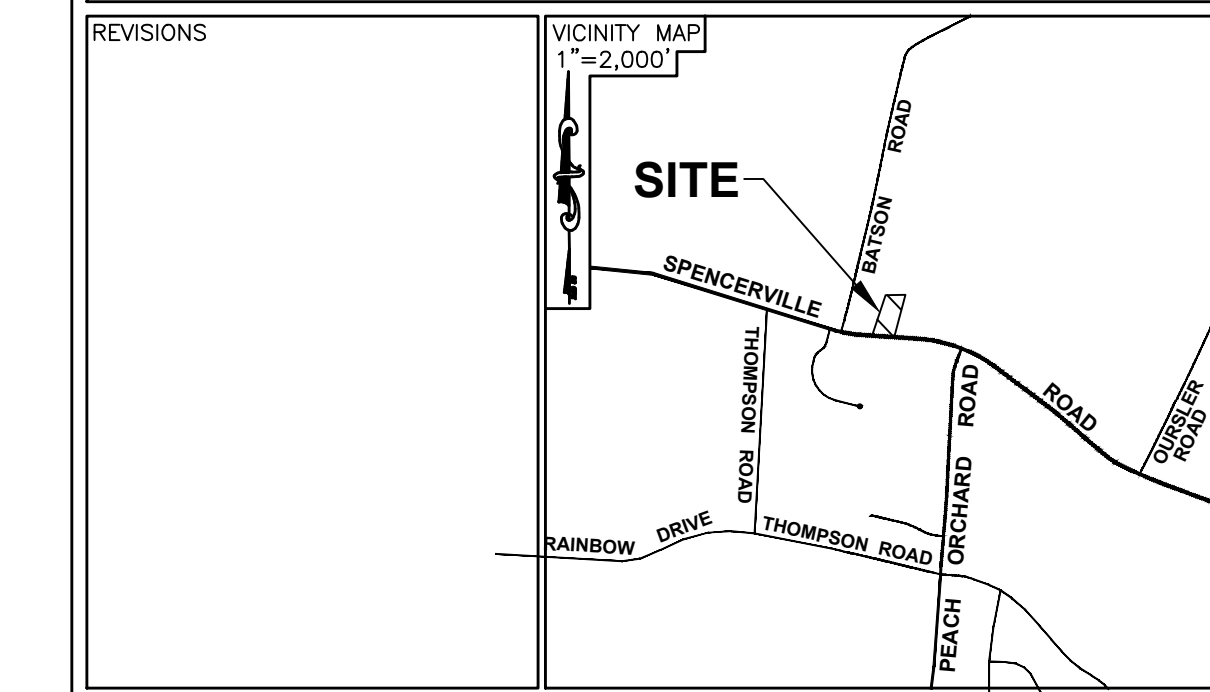 REVISIONS
VICINITY MAP
1"=2,000'
BATSON ROAD
SITE
SPENCERVILLE ROAD
THOMPSON ROAD
OURSLER
ROAD
PEACH ORCHARD ROAD
RAINBOW DRIVE
THOMPSON ROAD